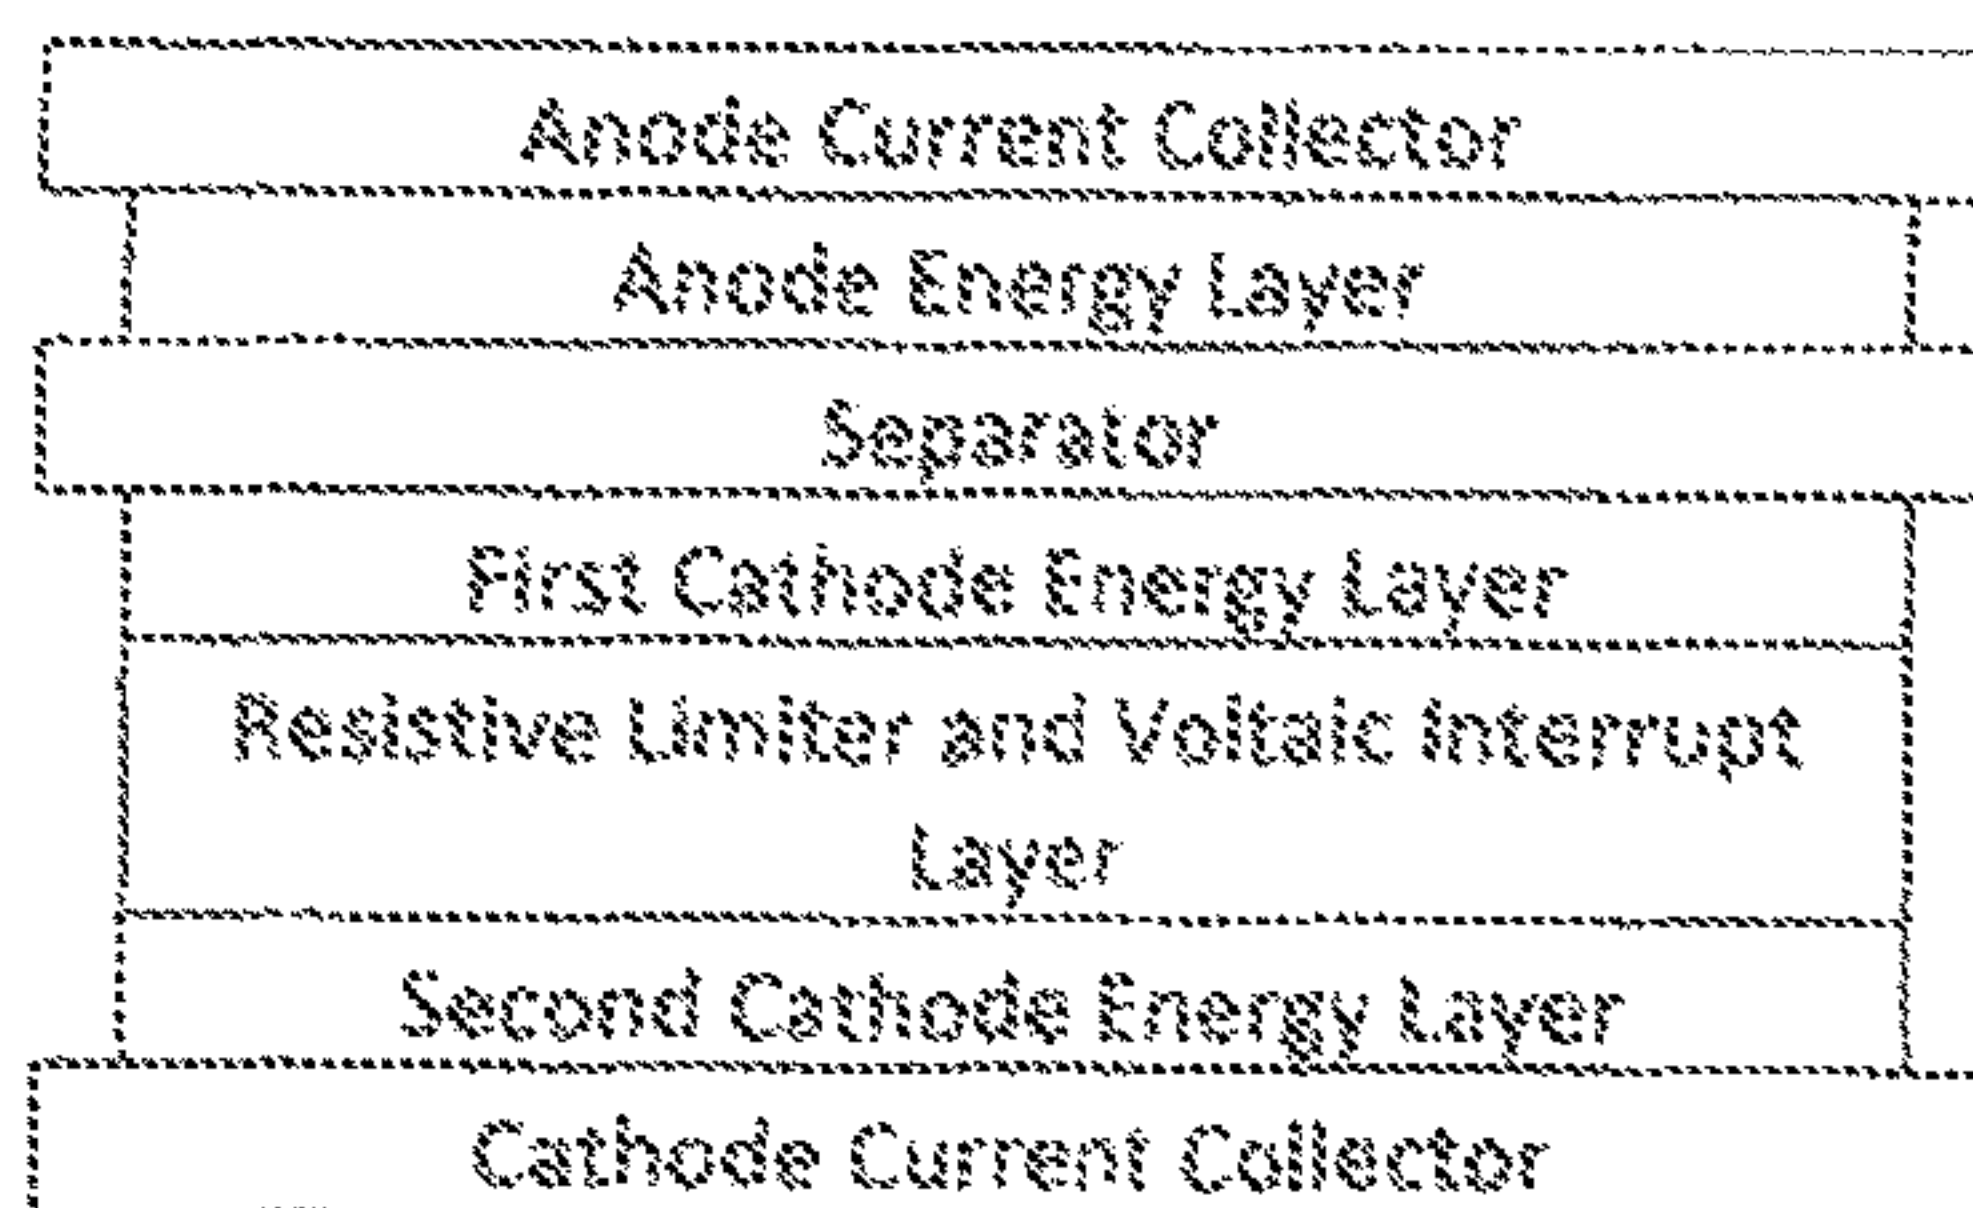 Anode Current Collector
Anode Energy Layer
Separator
First Cathode Energy Layer
Resistive Limiter and Voltaic Interrupt
Layer
Second Cathode Energy Layer
Cathode Current Collector